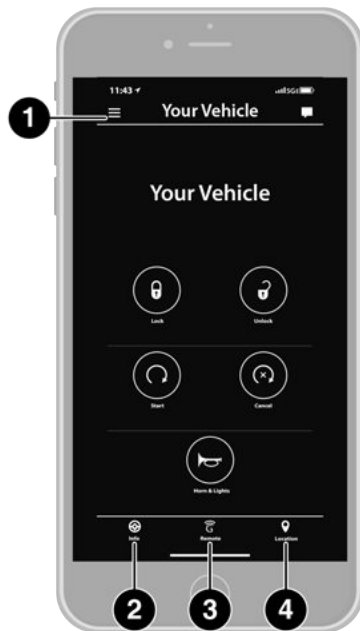 11:43
5G
1
Your Vehicle
Your Vehicle
Lock
Unlock
Start
Cancel
Horn & Lights
Info
Remote
Location
2
3
4